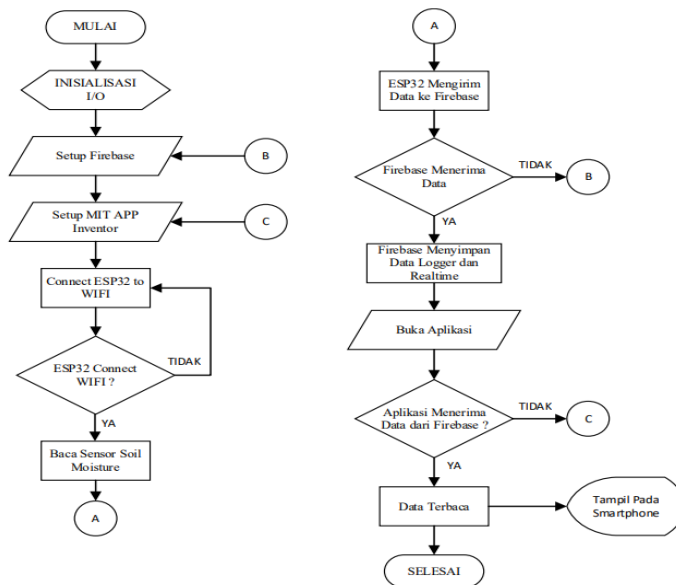 MULAI
INISIALISASI
I/O
Setup Firebase
B
Setup MIT APP
Inventor
C
Connect ESP32 to
WIFI
ESP32 Connect
WIFI ?
TIDAK
YA
Baca Sensor Soil
Moisture
A
A
ESP32 Mengirim
Data ke Firebase
Firebase Menerima
Data
TIDAK
B
YA
Firebase Menyimpan
Data Logger dan
Realtime
Buka Aplikasi
Aplikasi Menerima
Data dari Firebase ?
TIDAK
C
YA
Data Terbaca
Tampil Pada
Smartphone
SELESAI